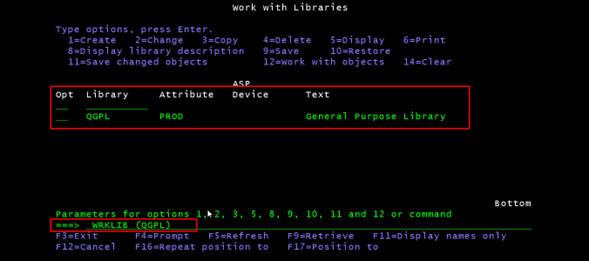 Work with Libraries
Type options, press Enter.
1=Create 2=Change 3=Copy 4=Delete 5=Display 6=Print
8=Display library description 9=Save 10=Restore
11=Save changed objects 12=Work with objects 14=Clear
ASP
Opt Library Attribute Device Text
__ __________
__ QGPL PROD General Purpose Library
Bottom
Parameters for options 1, 2, 3, 5, 8, 9, 10, 11 and 12 or command
===> WRKLIB (QGPL)
F3=Exit F4=Prompt F5=Refresh F9=Retrieve F11=Display names only
F12=Cancel F16=Repeat position to F17=Position to